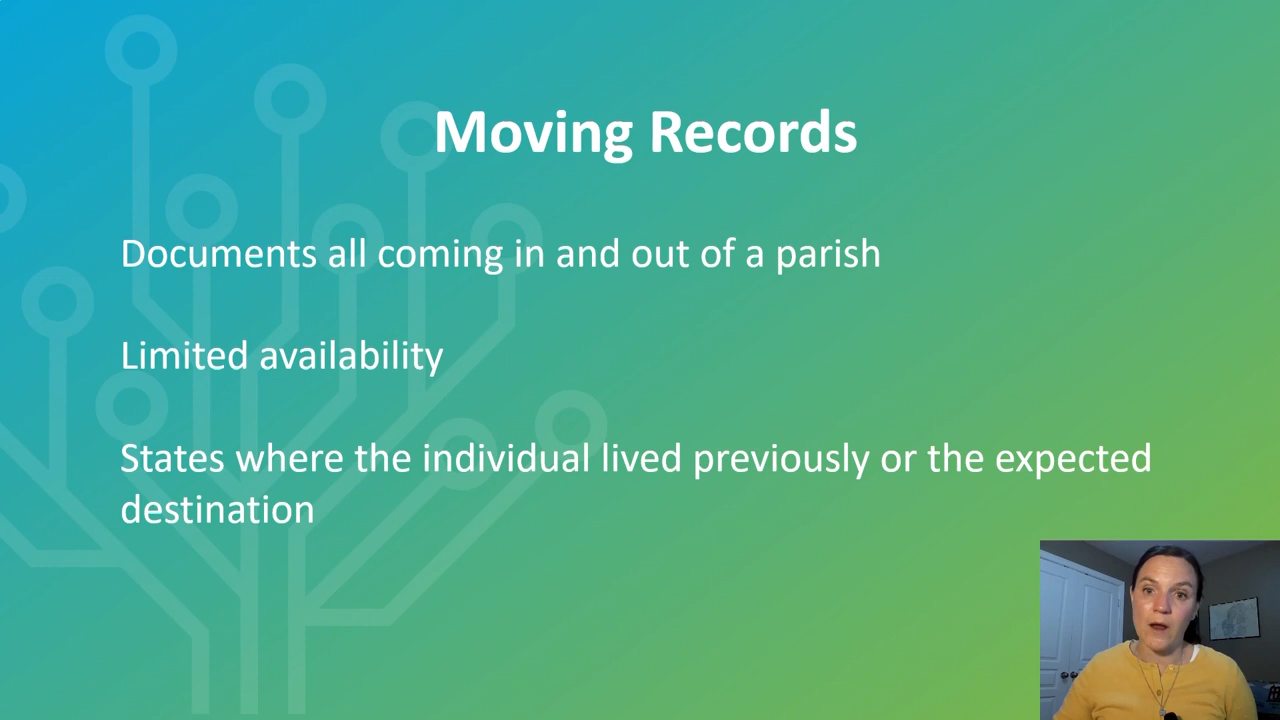 Moving Records
Documents all coming in and out of a parish
Limited availability
States where the individual lived previously or the expected
destination